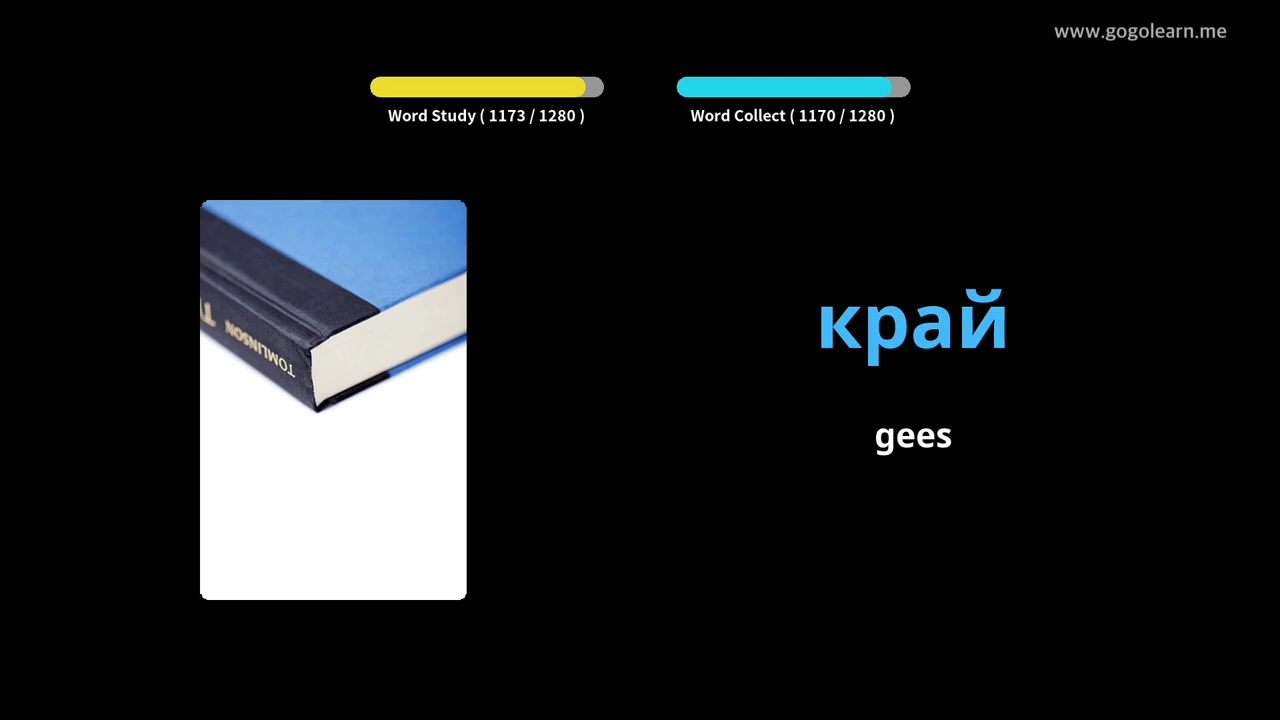 www.gogolearn.me
Word Study ( 1173 / 1280 )
Word Collect ( 1170 / 1280 )
TOMLINSON
край
gees